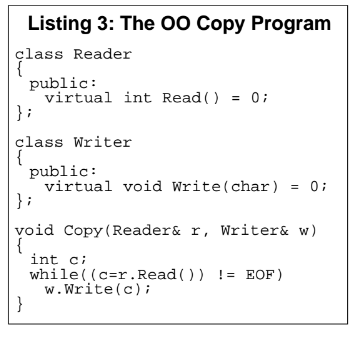 Listing 3: The OO Copy Program
class Reader
{
  public:
    virtual int Read() = 0;
};
class Writer
{
  public:
    virtual void Write(char) = 0;
};
void Copy(Reader& r, Writer& w)
{
  int c;
  while((c=r.Read()) != EOF)
    w.Write(c);
}